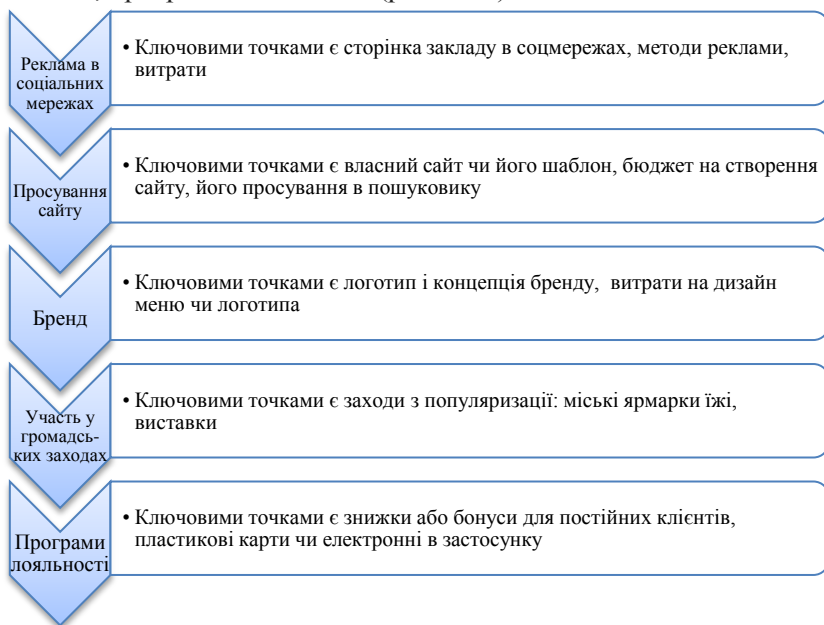 Реклама в
соціальних
мережах
• Ключовими точками є сторінка закладу в соцмережах, методи реклами,
витрати
Просування
сайту
• Ключовими точками є власний сайт чи його шаблон, бюджет на створення
сайту, його просування в пошуковику
Бренд
• Ключовими точками є логотип і концепція бренду, витрати на дизайн
меню чи логотипа
Участь у
громадсь-
ких заходах
• Ключовими точками є заходи з популяризації: міські ярмарки їжі,
виставки
Програми
лояльності
• Ключовими точками є знижки або бонуси для постійних клієнтів,
пластикові карти чи електронні в застосунку